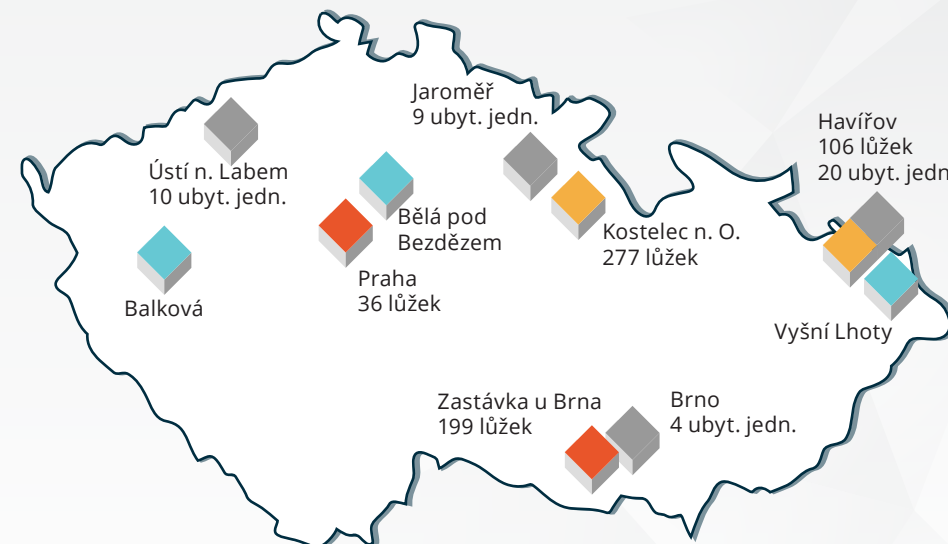 Jaroměř
9 ubyt. jedn.
Havířov
106 lůžek
20 ubyt. jedn
Ústí n. Labem
10 ubyt. jedn.
Bělá pod
Bezdězem
Kostelec n. O.
277 lůžek
Praha
36 lůžek
Balková
Vyšní Lhoty
Zastávka u Brna
199 lůžek
Brno
4 ubyt. jedn.